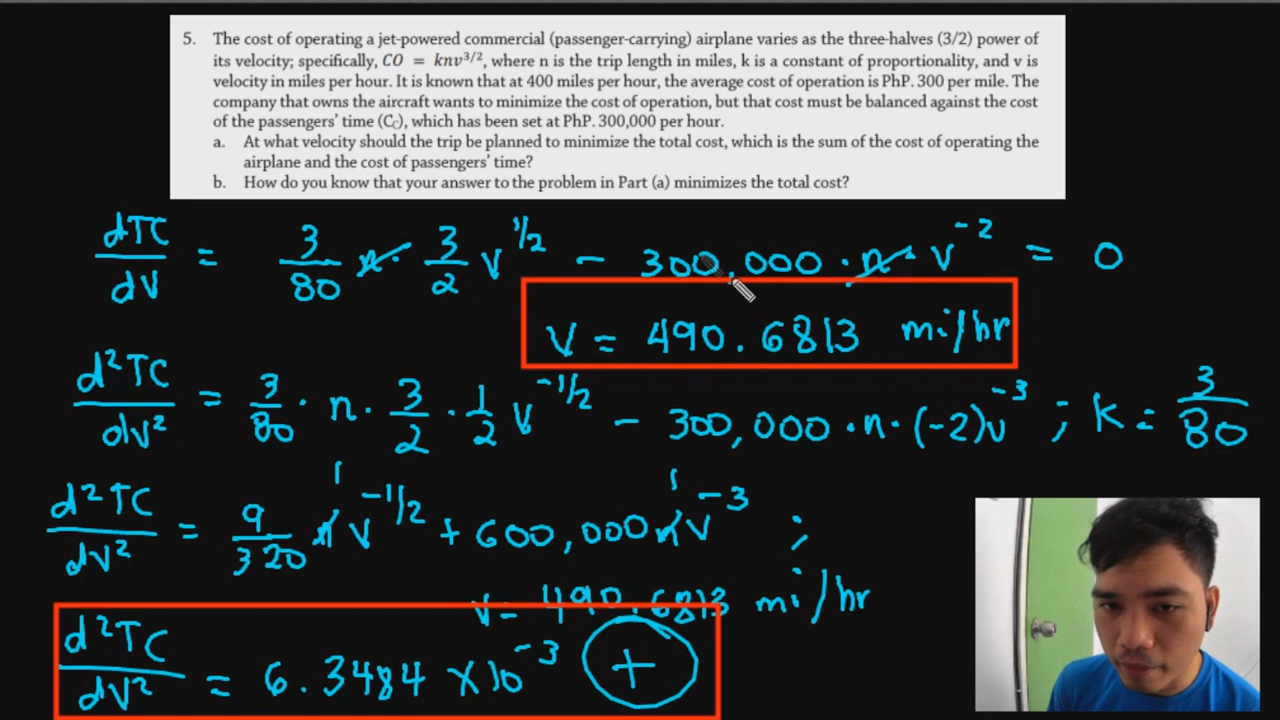 5. The cost of operating a jet-powered commercial (passenger-carrying) airplane varies as the three-halves (3/2) power of
its velocity; specifically, CO = knv^3/2, where n is the trip length in miles, k is a constant of proportionality, and v is
velocity in miles per hour. It is known that at 400 miles per hour, the average cost of operation is PhP. 300 per mile. The
company that owns the aircraft wants to minimize the cost of operation, but that cost must be balanced against the cost
of the passengers' time (Cc), which has been set at PhP. 300,000 per hour.
a. At what velocity should the trip be planned to minimize the total cost, which is the sum of the cost of operating the
airplane and the cost of passengers' time?
b. How do you know that your answer to the problem in Part (a) minimizes the total cost?
dTC/dV = 3/80 n · 3/2 V^1/2 - 300.000 · n · V^-2 = 0
V = 490.6813 mi/hr
d²TC/dV² = 3/80 · n · 3/2 · 1/2 V^-1/2 - 300,000 · n · (-2)V^-3 ; K = 3/80
d²TC/dV² = 9/320 n^1 V^-1/2 + 600,000 n^1 V^-3 ;
V = 490.6813 mi/hr
d²TC/dV² = 6.3484 x 10^-3 +